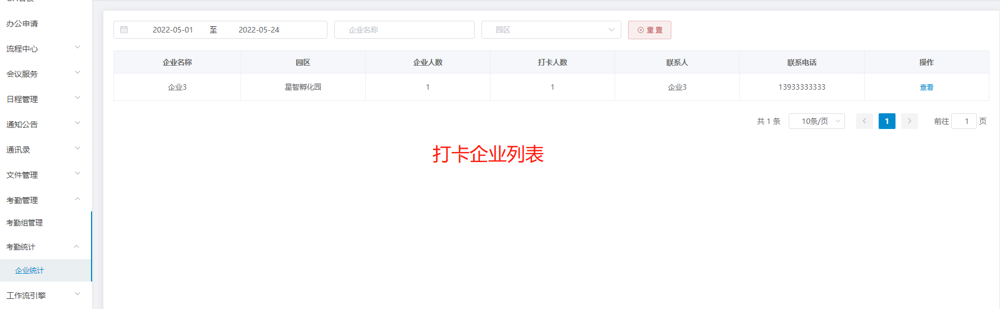 办公申请
流程中心
会议服务
日程管理
通知公告
通讯录
文件管理
考勤管理
考勤组管理
考勤统计
企业统计
工作流引擎
2022-05-01 至 2022-05-24 企业名称 园区 重 置
企业名称 园区 企业人数 打卡人数 联系人 联系电话 操作
企业3 星智孵化园 1 1 企业3 13933333333 查看
共 1 条 10条/页 1 前往 1 页
打卡企业列表